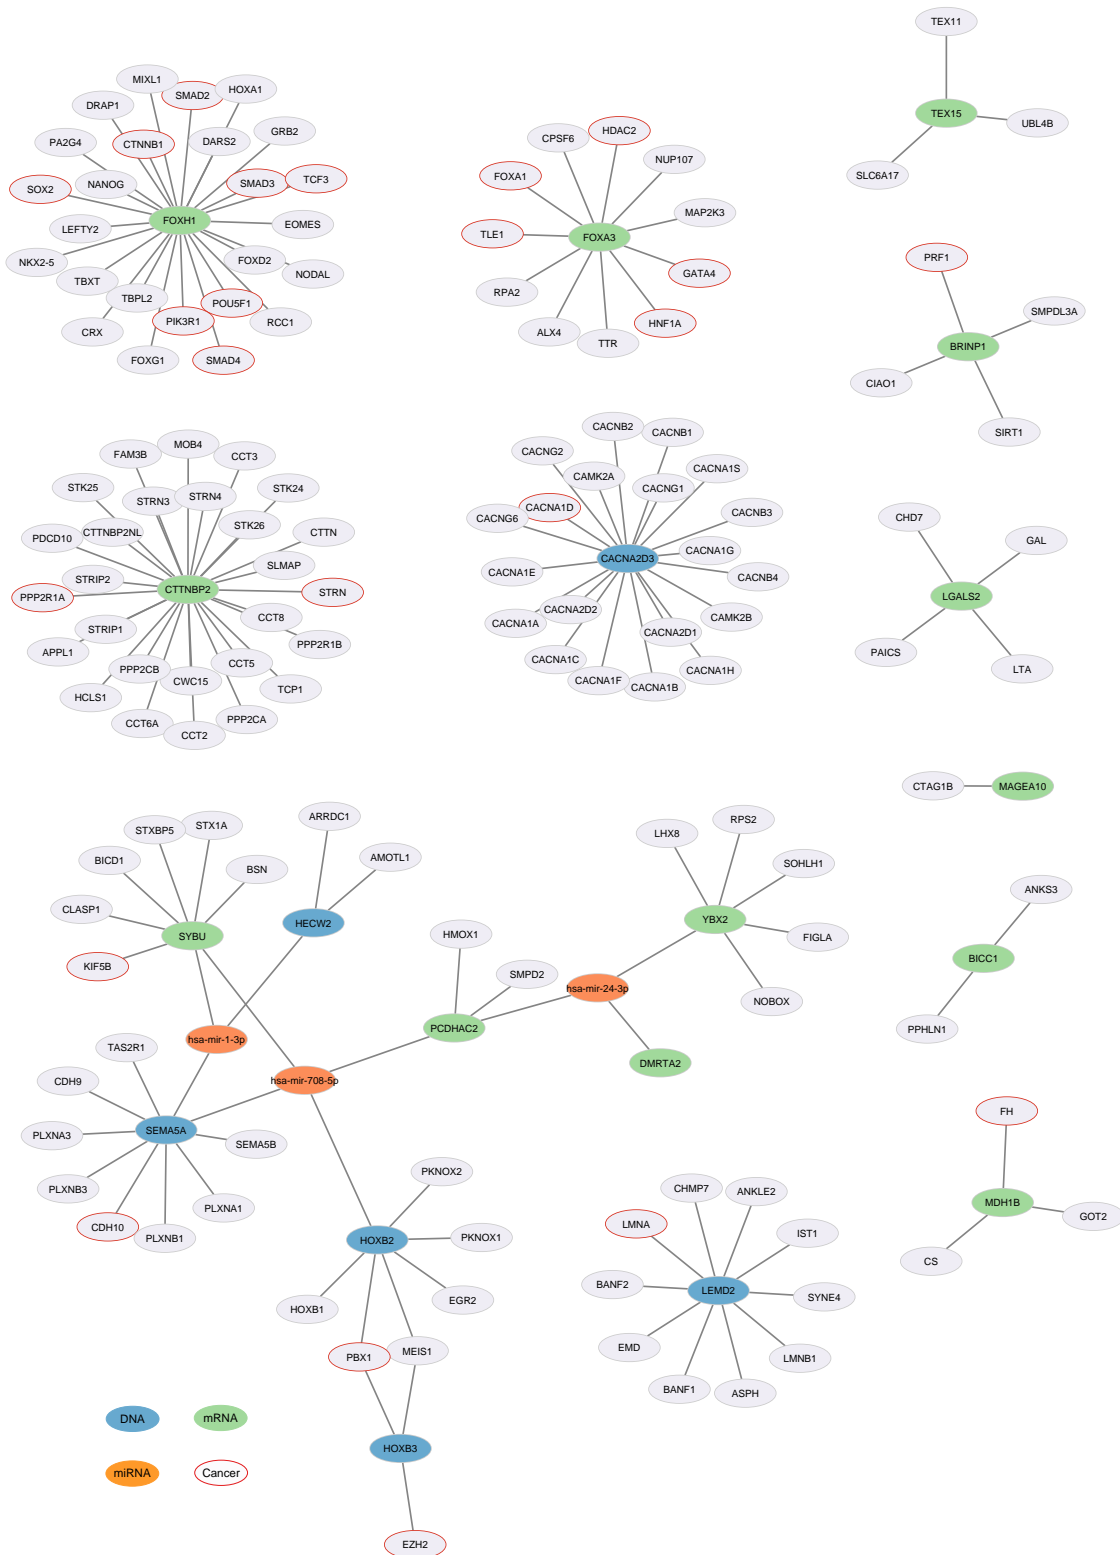 TEX11
MIXL1
SMAD2
HOXA1
DRAP1
GRB2
CPSF6
HDAC2
TEX15
UBL4B
PA2G4
CTNNB1
DARS2
NUP107
SLC6A17
SOX2
NANOG
SMAD3
TCF3
FOXA1
MAP2K3
FOXH1
EOMES
LEFTY2
TLE1
FOXA3
NKX2-5
FOXD2
NODAL
GATA4
PRF1
TBXT
TBPL2
POU5F1
RPA2
SMPDL3A
CRX
PIK3R1
RCC1
ALX4
TTR
HNF1A
BRINP1
FOXG1
SMAD4
CIAO1
SIRT1
MOB4
CACNB2
CACNB1
FAM3B
CCT3
CACNG2
CACNA1S
STK25
STRN3
STRN4
STK24
CAMK2A
CACNG1
CACNA1D
CACNB3
CHD7
GAL
PDCD10
CTTNBP2NL
STK26
CTTN
CACNG6
CACNA1G
STRIP2
SLMAP
CACNA2D3
CACNB4
PPP2R1A
CTTNBP2
STRN
CACNA1E
LGALS2
STRIP1
CCT8
CACNA1A
CACNA2D2
CAMK2B
APPL1
PPP2R1B
CACNA2D1
PAICS
LTA
PPP2CB
CWC15
CCT5
CACNA1C
CACNA1H
HCLS1
TCP1
CACNA1F
CACNA1B
CCT6A
CCT2
PPP2CA
CTAG1B
MAGEA10
STXBP5
STX1A
ARRDC1
LHX8
RPS2
BICD1
BSN
AMOTL1
SOHLH1
CLASP1
SYBU
HECW2
YBX2
ANKS3
KIF5B
HMOX1
FIGLA
SMPD2
hsa-mir-24-3p
NOBOX
BICC1
hsa-mir-1-3p
PCDHAC2
PPHLN1
TAS2R1
hsa-mir-708-5p
DMRTA2
CDH9
PLXNA3
SEMA5A
SEMA5B
FH
PLXNB3
PLXNA1
PKNOX2
CHMP7
ANKLE2
MDH1B
GOT2
CDH10
PLXNB1
HOXB2
PKNOX1
LMNA
IST1
CS
HOXB1
EGR2
BANF2
LEMD2
SYNE4
PBX1
MEIS1
EMD
LMNB1
BANF1
ASPH
DNA
mRNA
HOXB3
miRNA
Cancer
EZH2